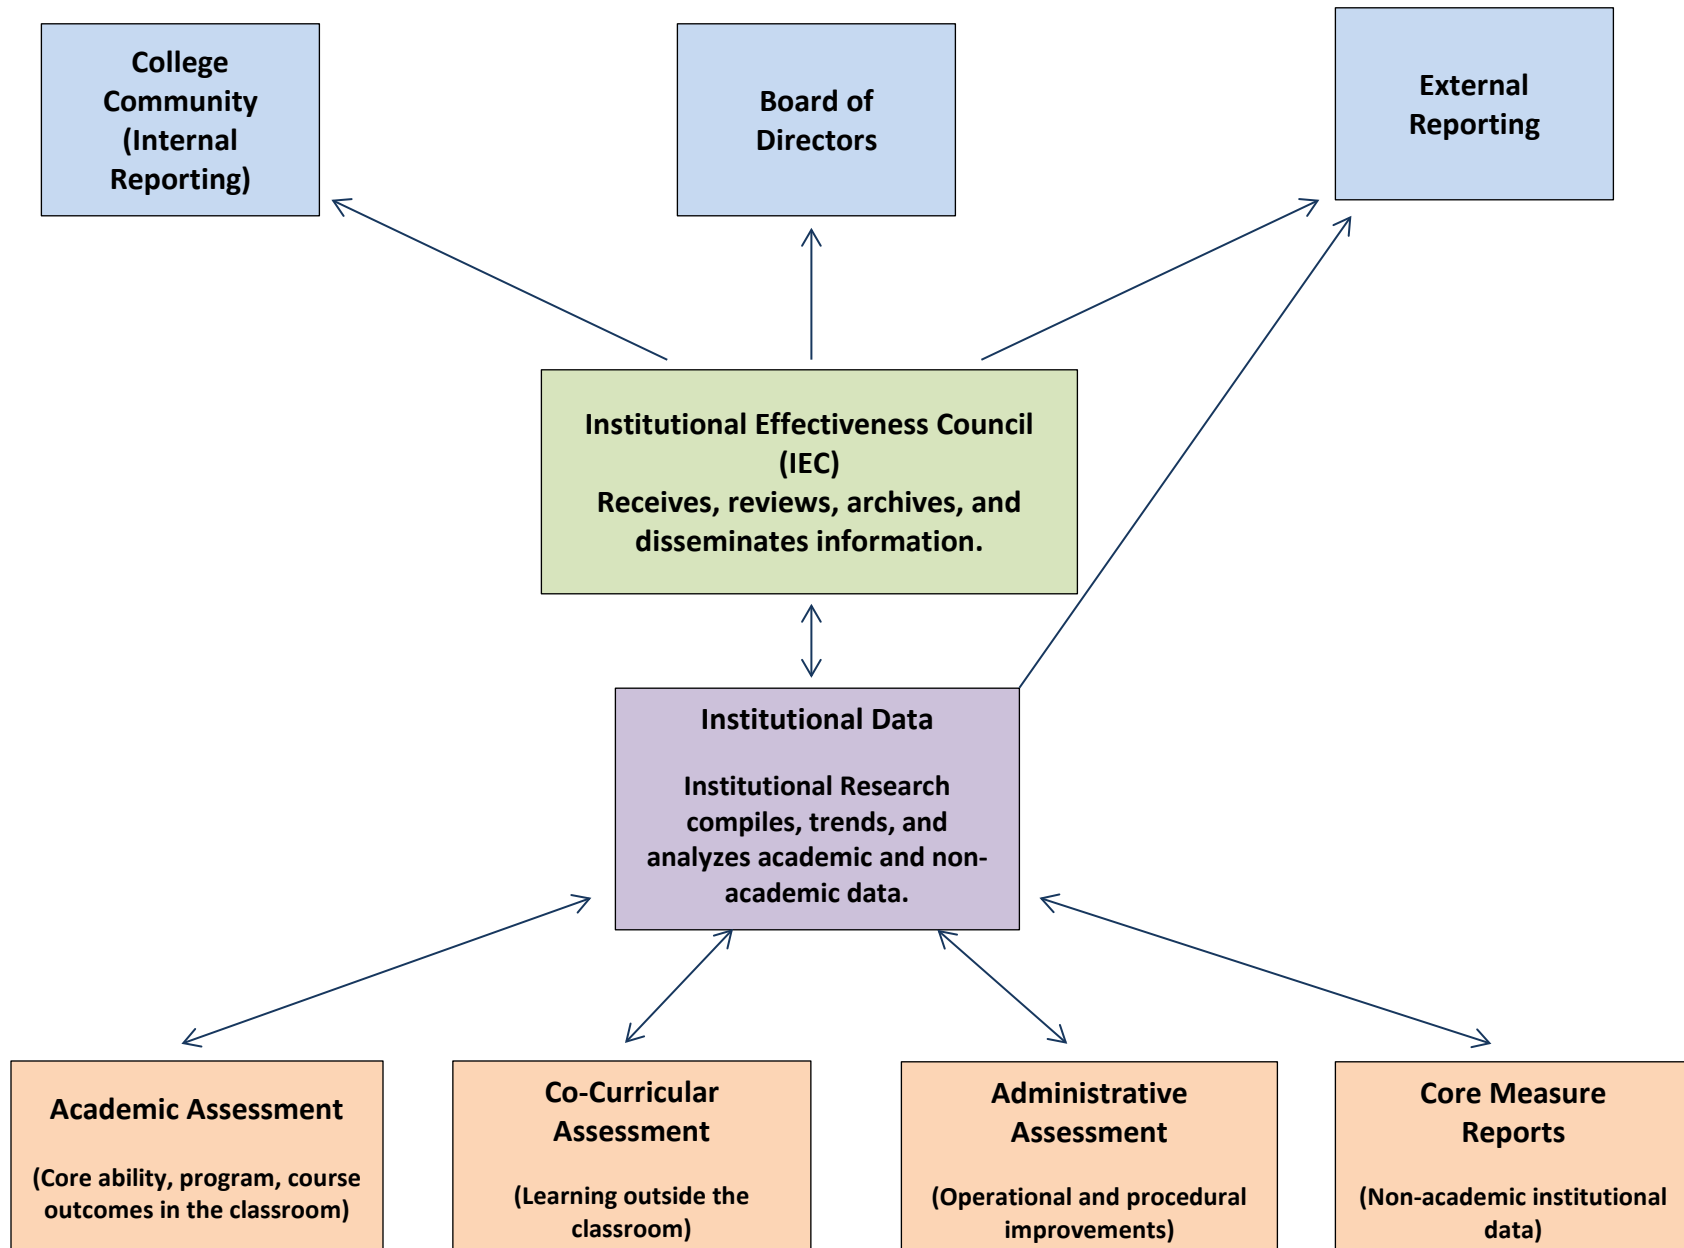 College
Community
(Internal
Reporting)
Board of
Directors
External
Reporting
Institutional Effectiveness Council
(IEC)
Receives, reviews, archives, and
disseminates information.
Institutional Data
Institutional Research
compiles, trends, and
analyzes academic and non-
academic data.
Academic Assessment
(Core ability, program, course
outcomes in the classroom)
Co-Curricular
Assessment
(Learning outside the
classroom)
Administrative
Assessment
(Operational and procedural
improvements)
Core Measure
Reports
(Non-academic institutional
data)